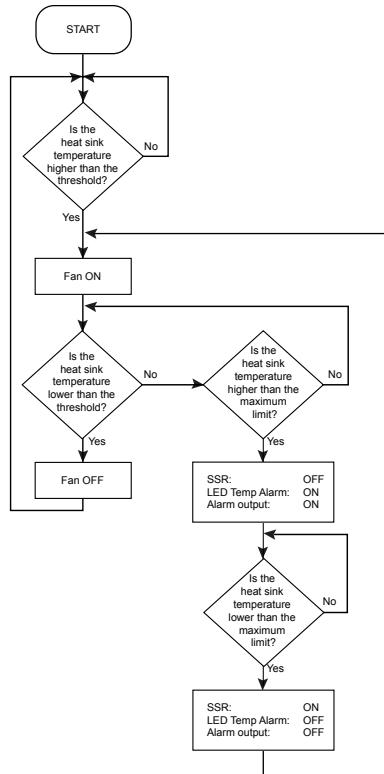 START
Is the
heat sink
temperature
higher than the
threshold?
No
Yes
Fan ON
Is the
heat sink
temperature
lower than the
threshold?
No
Yes
Is the
heat sink
temperature
higher than the
maximum
limit?
No
Yes
Fan OFF
SSR: OFF
LED Temp Alarm: ON
Alarm output: ON
Is the
heat sink
temperature
lower than the
maximum
limit?
No
Yes
SSR: ON
LED Temp Alarm: OFF
Alarm output: OFF